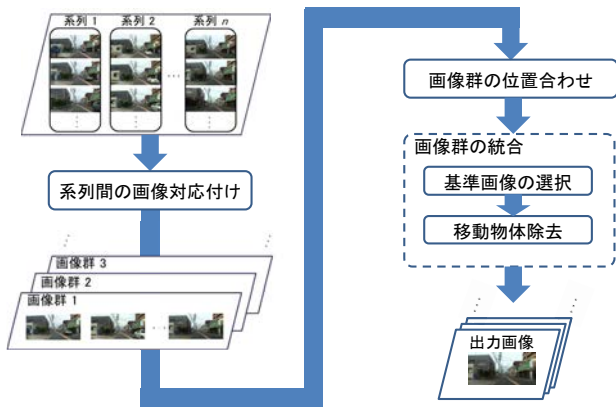 系列 1
系列 2
系列 n
系列間の画像対応付け
画像群 3
画像群 2
画像群 1
画像群の位置合わせ
画像群の統合
基準画像の選択
移動物体除去
出力画像